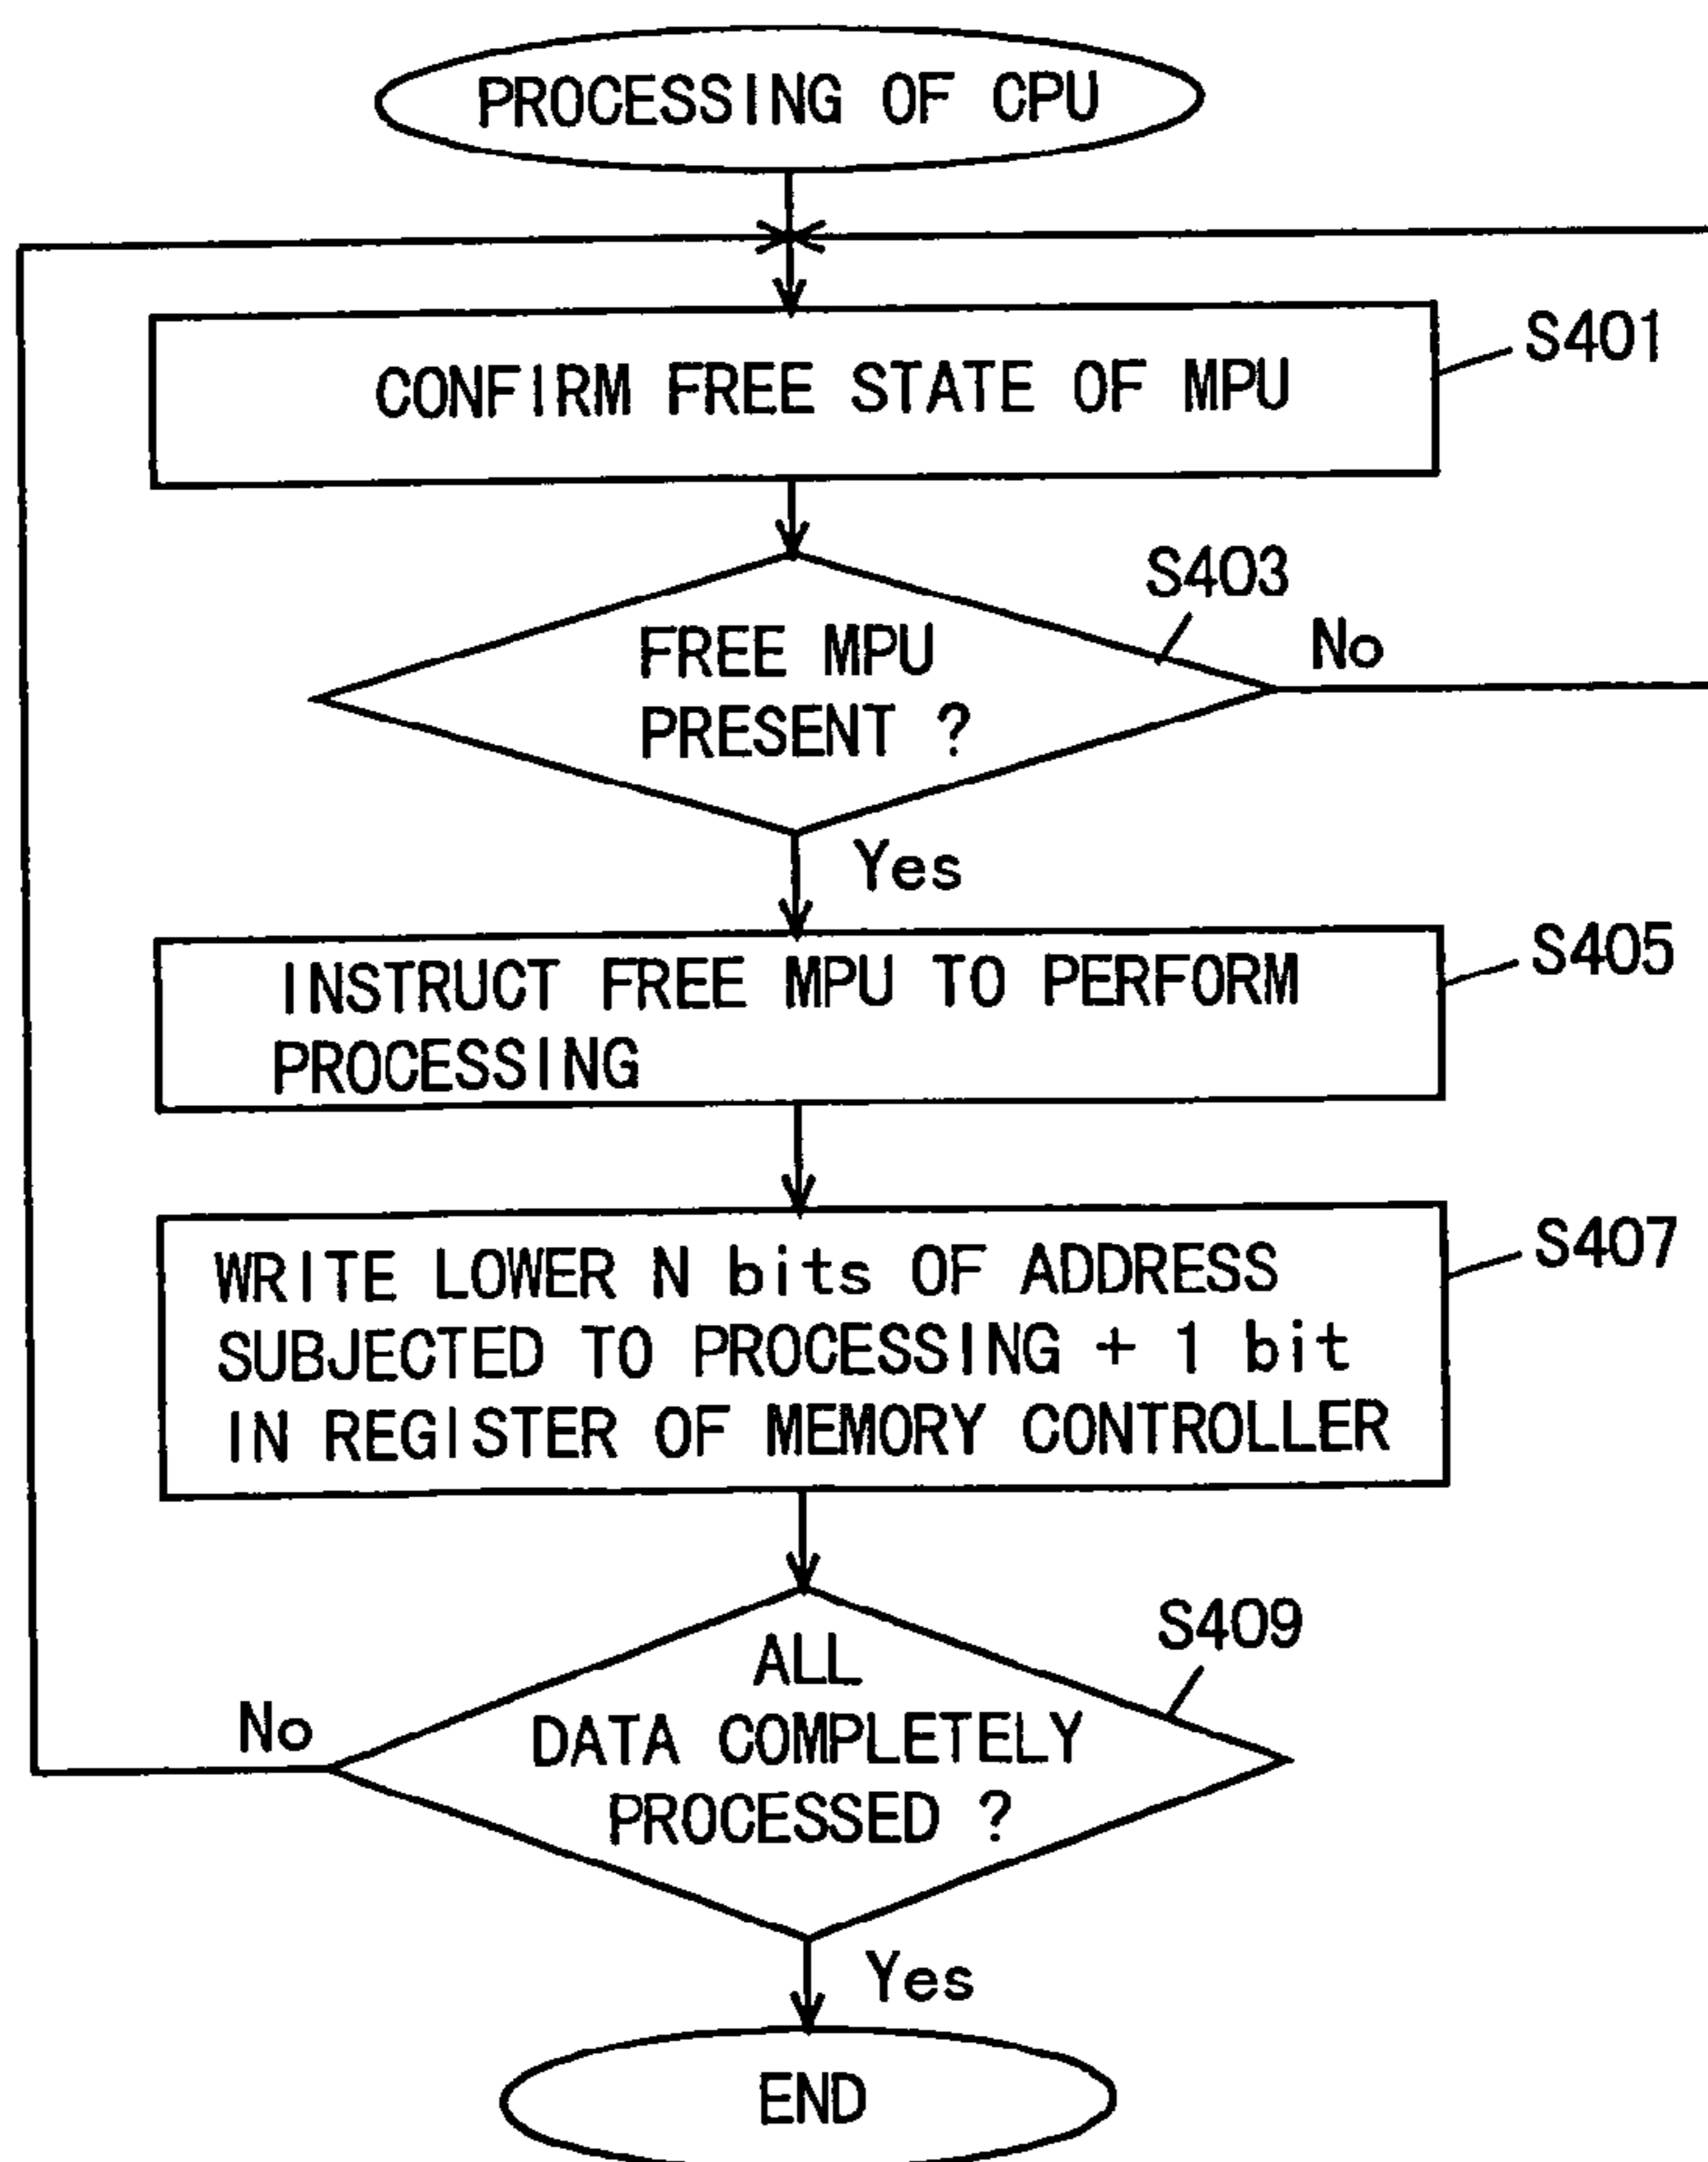 PROCESSING OF CPU
CONFIRM FREE STATE OF MPU
S401
S403
FREE MPU
PRESENT ?
No
Yes
INSTRUCT FREE MPU TO PERFORM
PROCESSING
S405
WRITE LOWER N bits OF ADDRESS
SUBJECTED TO PROCESSING + 1 bit
IN REGISTER OF MEMORY CONTROLLER
S407
S409
ALL
DATA COMPLETELY
PROCESSED ?
No
Yes
END